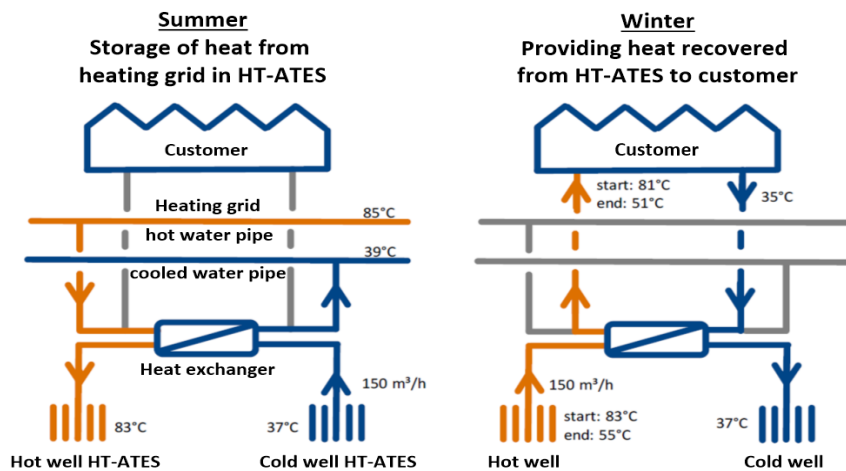 Summer
Storage of heat from
heating grid in HT-ATES
Customer
Heating grid
85°C
hot water pipe
39°C
cooled water pipe
Heat exchanger
150 m³/h
83°C
37°C
Hot well HT-ATES
Cold well HT-ATES
Winter
Providing heat recovered
from HT-ATES to customer
Customer
start: 81°C
end: 51°C
35°C
150 m³/h
start: 83°C
end: 55°C
37°C
Hot well
Cold well